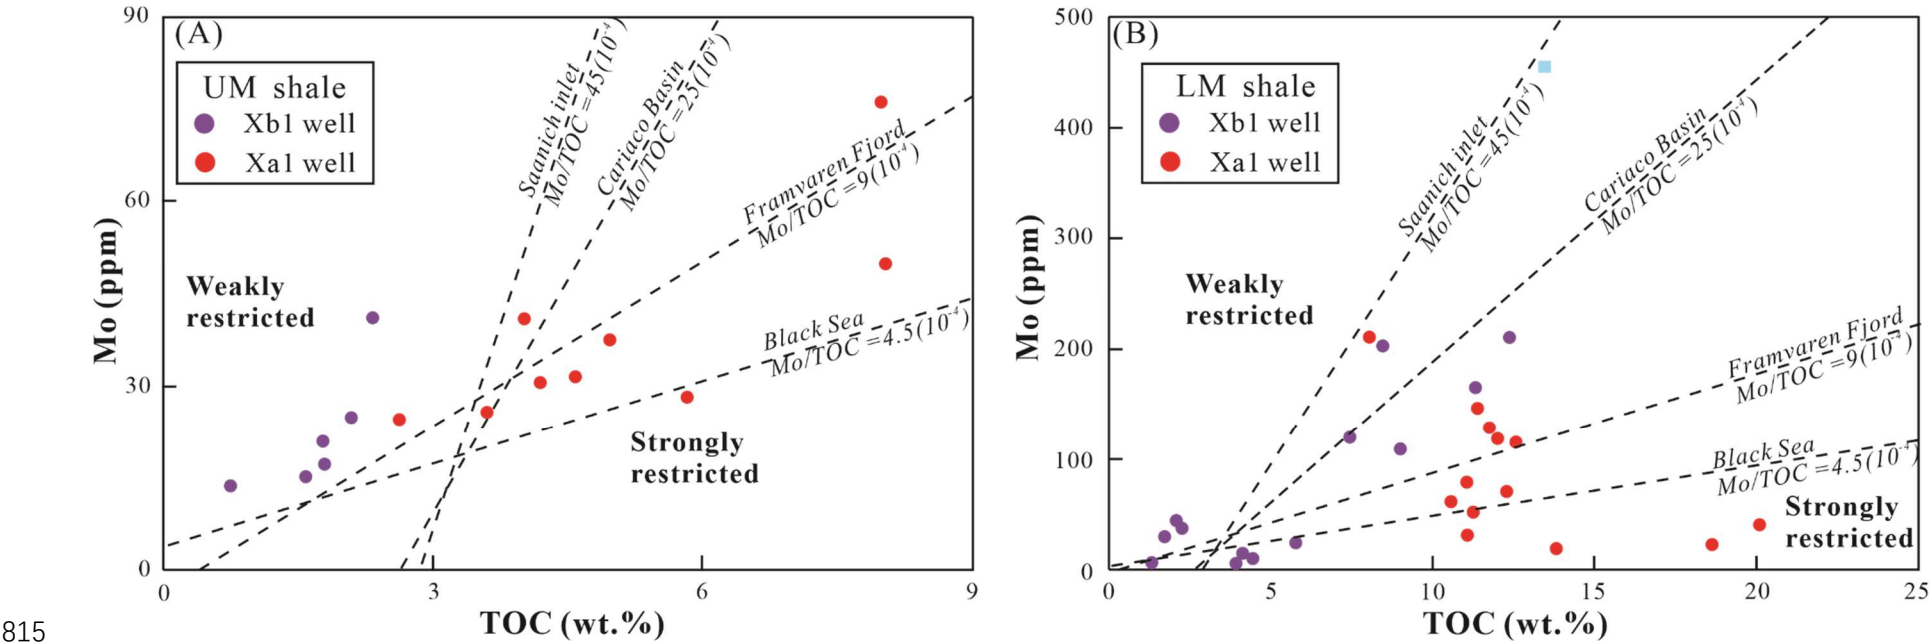 (A)
UM shale
Xb1 well
Xa1 well
Saanich inlet
Mo/TOC =45(10⁻⁴)
Cariaco Basin
Mo/TOC =25(10⁻⁴)
Framvaren Fjord
Mo/TOC =9(10⁻⁴)
Black Sea
Mo/TOC =4.5(10⁻⁴)
Weakly
restricted
Strongly
restricted
90
60
30
0
Mo (ppm)
0 3 6 9
TOC (wt.%)
(B)
LM shale
Xb1 well
Xa1 well
Saanich inlet
Mo/TOC =45(10⁻⁴)
Cariaco Basin
Mo/TOC =25(10⁻⁴)
Framvaren Fjord
Mo/TOC =9(10⁻⁴)
Black Sea
Mo/TOC =4.5(10⁻⁴)
Weakly
restricted
Strongly
restricted
500
400
300
200
100
0
Mo (ppm)
0 5 10 15 20 25
TOC (wt.%)
815